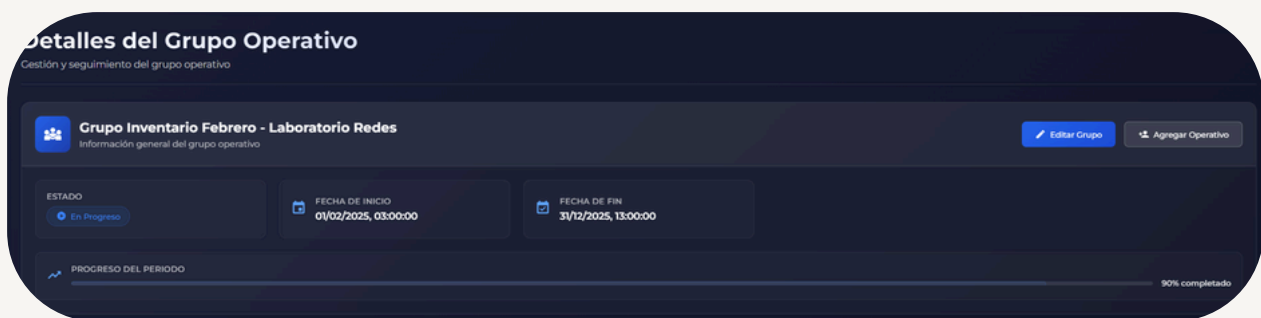 Detalles del Grupo Operativo
Gestión y seguimiento del grupo operativo
Grupo Inventario Febrero - Laboratorio Redes
Información general del grupo operativo
Editar Grupo
Agregar Operativo
ESTADO
En Progreso
FECHA DE INICIO
01/02/2025, 03:00:00
FECHA DE FIN
31/12/2025, 13:00:00
PROGRESO DEL PERIODO
90% completado